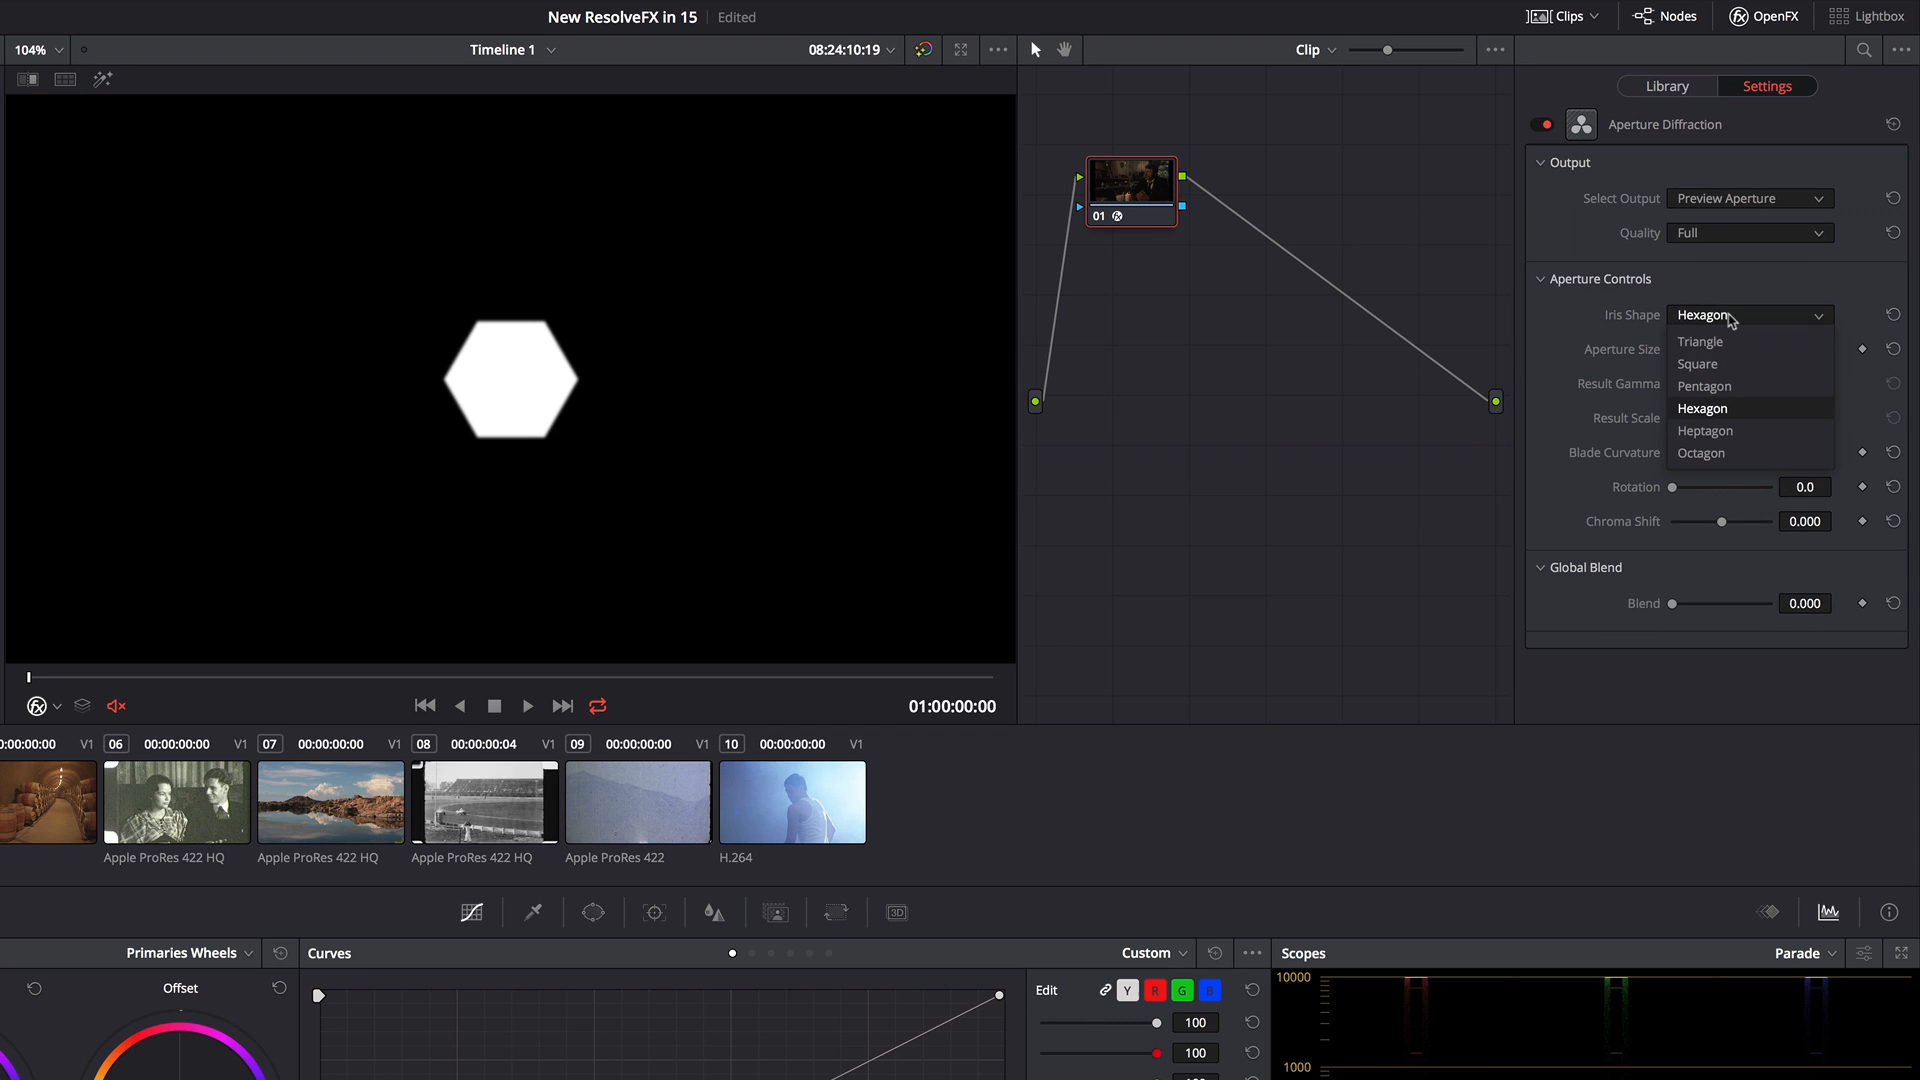 New ResolveFX in 15 Edited
Clips Nodes OpenFX Lightbox
104% Timeline 1 08:24:10:19 Clip
Library Settings
Aperture Diffraction
Output
Select Output Preview Aperture
Quality Full
Aperture Controls
Iris Shape Hexagon
Triangle
Aperture Size
Square
Result Gamma
Pentagon
Hexagon
Result Scale
Heptagon
Blade Curvature
Octagon
Rotation 0.0
Chroma Shift 0.000
Global Blend
Blend 0.000
01
01:00:00:00
0:00:00:00 V1 06 00:00:00:00 V1 07 00:00:00:00 V1 08 00:00:00:04 V1 09 00:00:00:00 V1 10 00:00:00:00 V1
Apple ProRes 422 HQ Apple ProRes 422 HQ Apple ProRes 422 HQ Apple ProRes 422 H.264
3D
Primaries Wheels Curves Custom Scopes Parade
Offset
Edit Y R G B
100
100
10000
1000